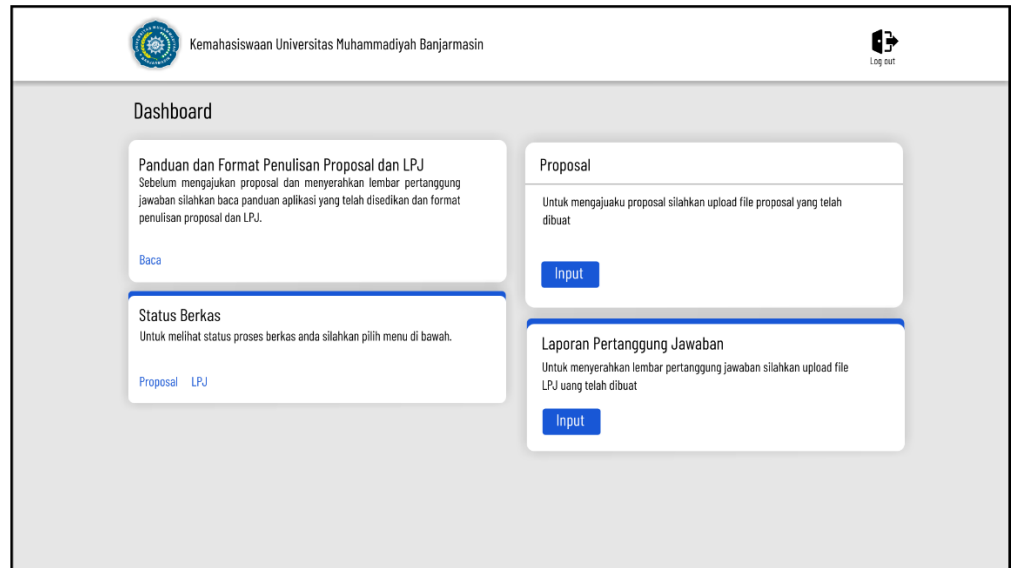 Kemahasiswaan Universitas Muhammadiyah Banjarmasin
Log out
Dashboard
Panduan dan Format Penulisan Proposal dan LPJ
Sebelum mengajukan proposal dan menyerahkan lembar pertanggung
jawaban silahkan baca panduan aplikasi yang telah disedikan dan format
penulisan proposal dan LPJ.
Baca
Status Berkas
Untuk melihat status proses berkas anda silahkan pilih menu di bawah.
Proposal LPJ
Proposal
Untuk mengajuaku proposal silahkan upload file proposal yang telah
dibuat
Input
Laporan Pertanggung Jawaban
Untuk menyerahkan lembar pertanggung jawaban silahkan upload file
LPJ uang telah dibuat
Input